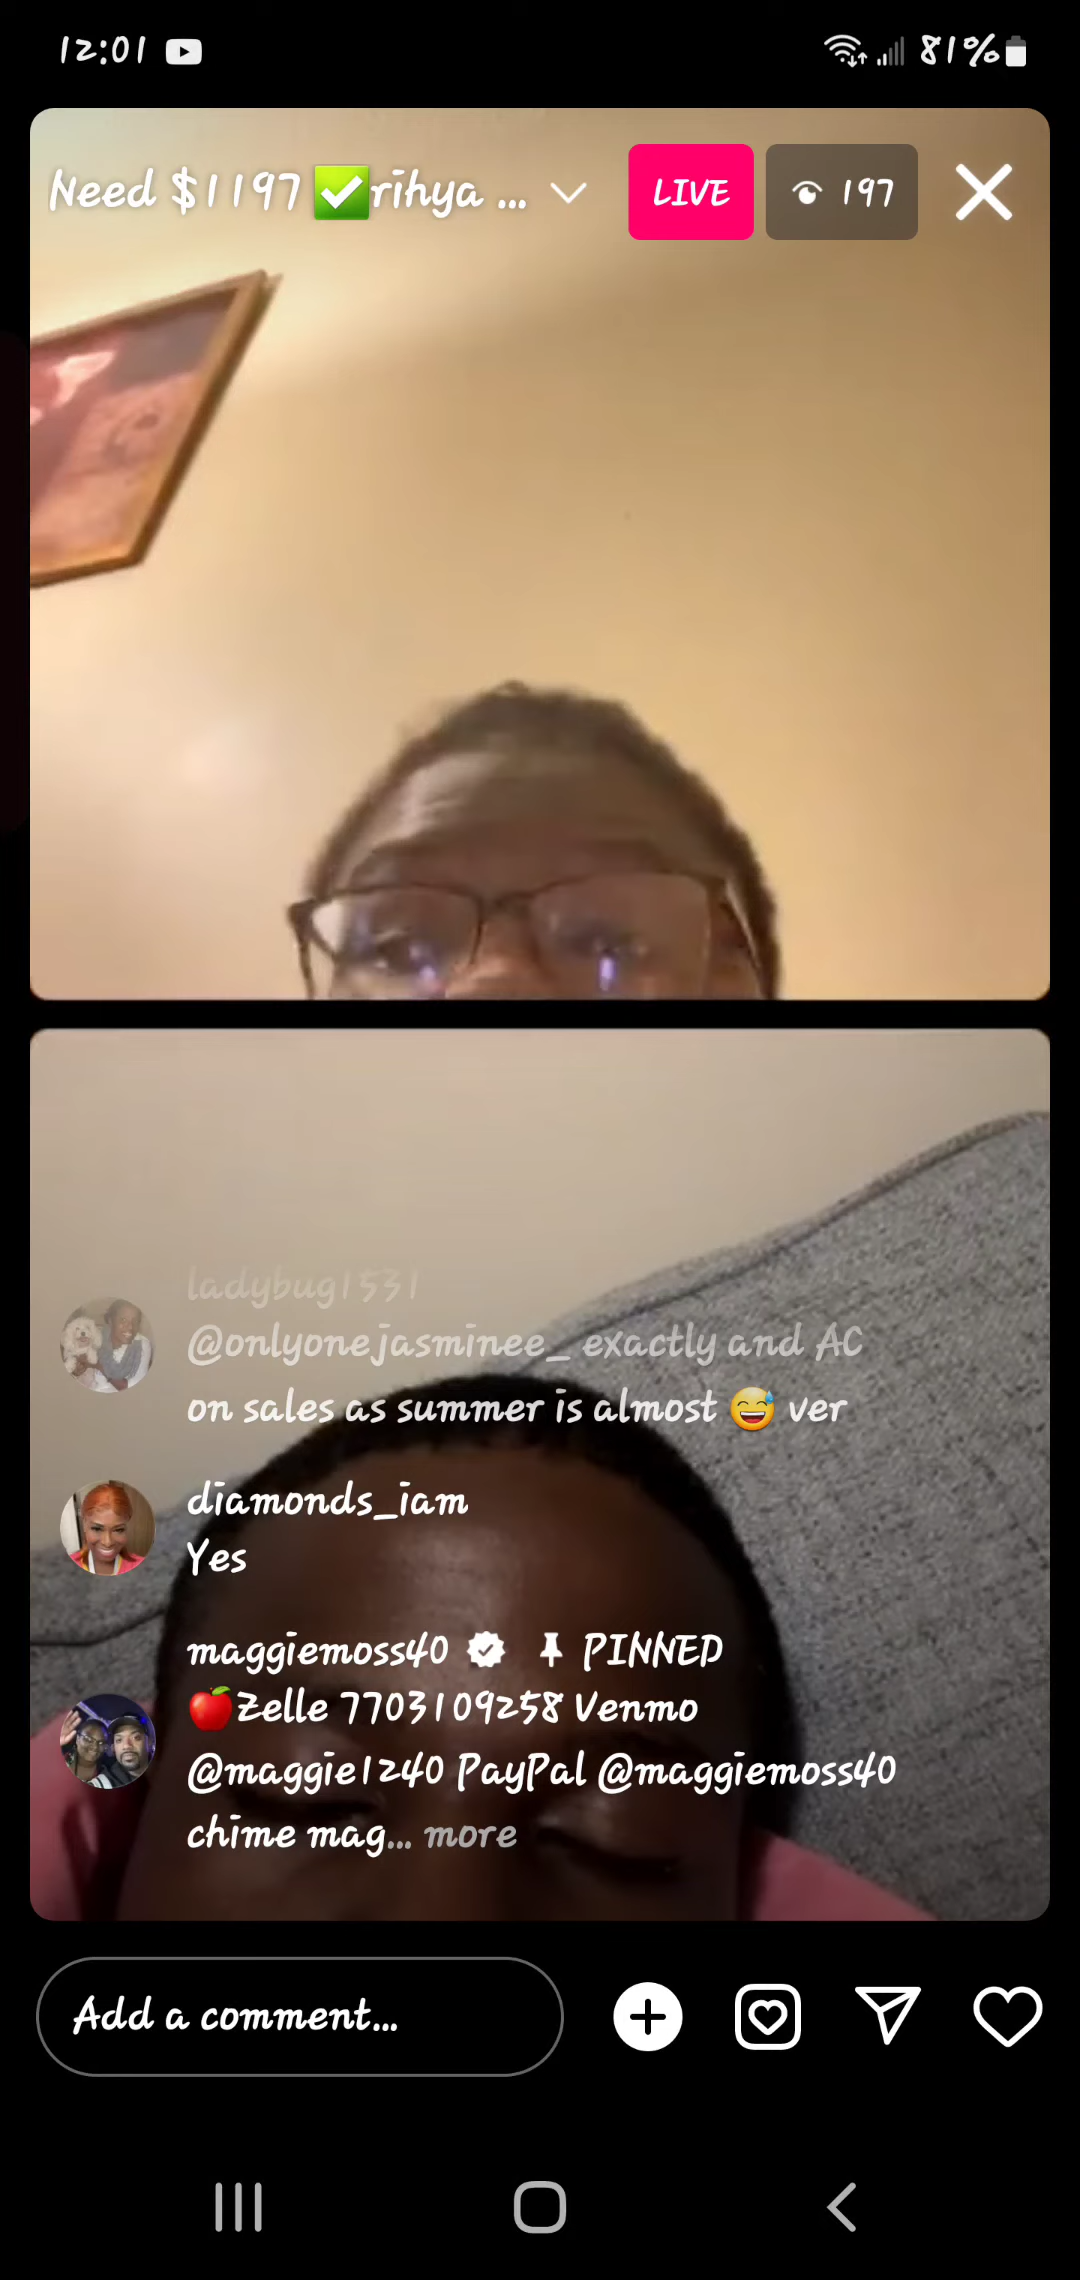 12:01 81%
Need $1197 ✅rihya ... LIVE 197
ladybug1531
@onlyonejasminee_ exactly and AC
on sales as summer is almost 😅 ver
diamonds_iam
Yes
maggiemoss40 PINNED
🍎Zelle 7703109258 Venmo
@maggie1240 PayPal @maggiemoss40
chime mag... more
Add a comment...